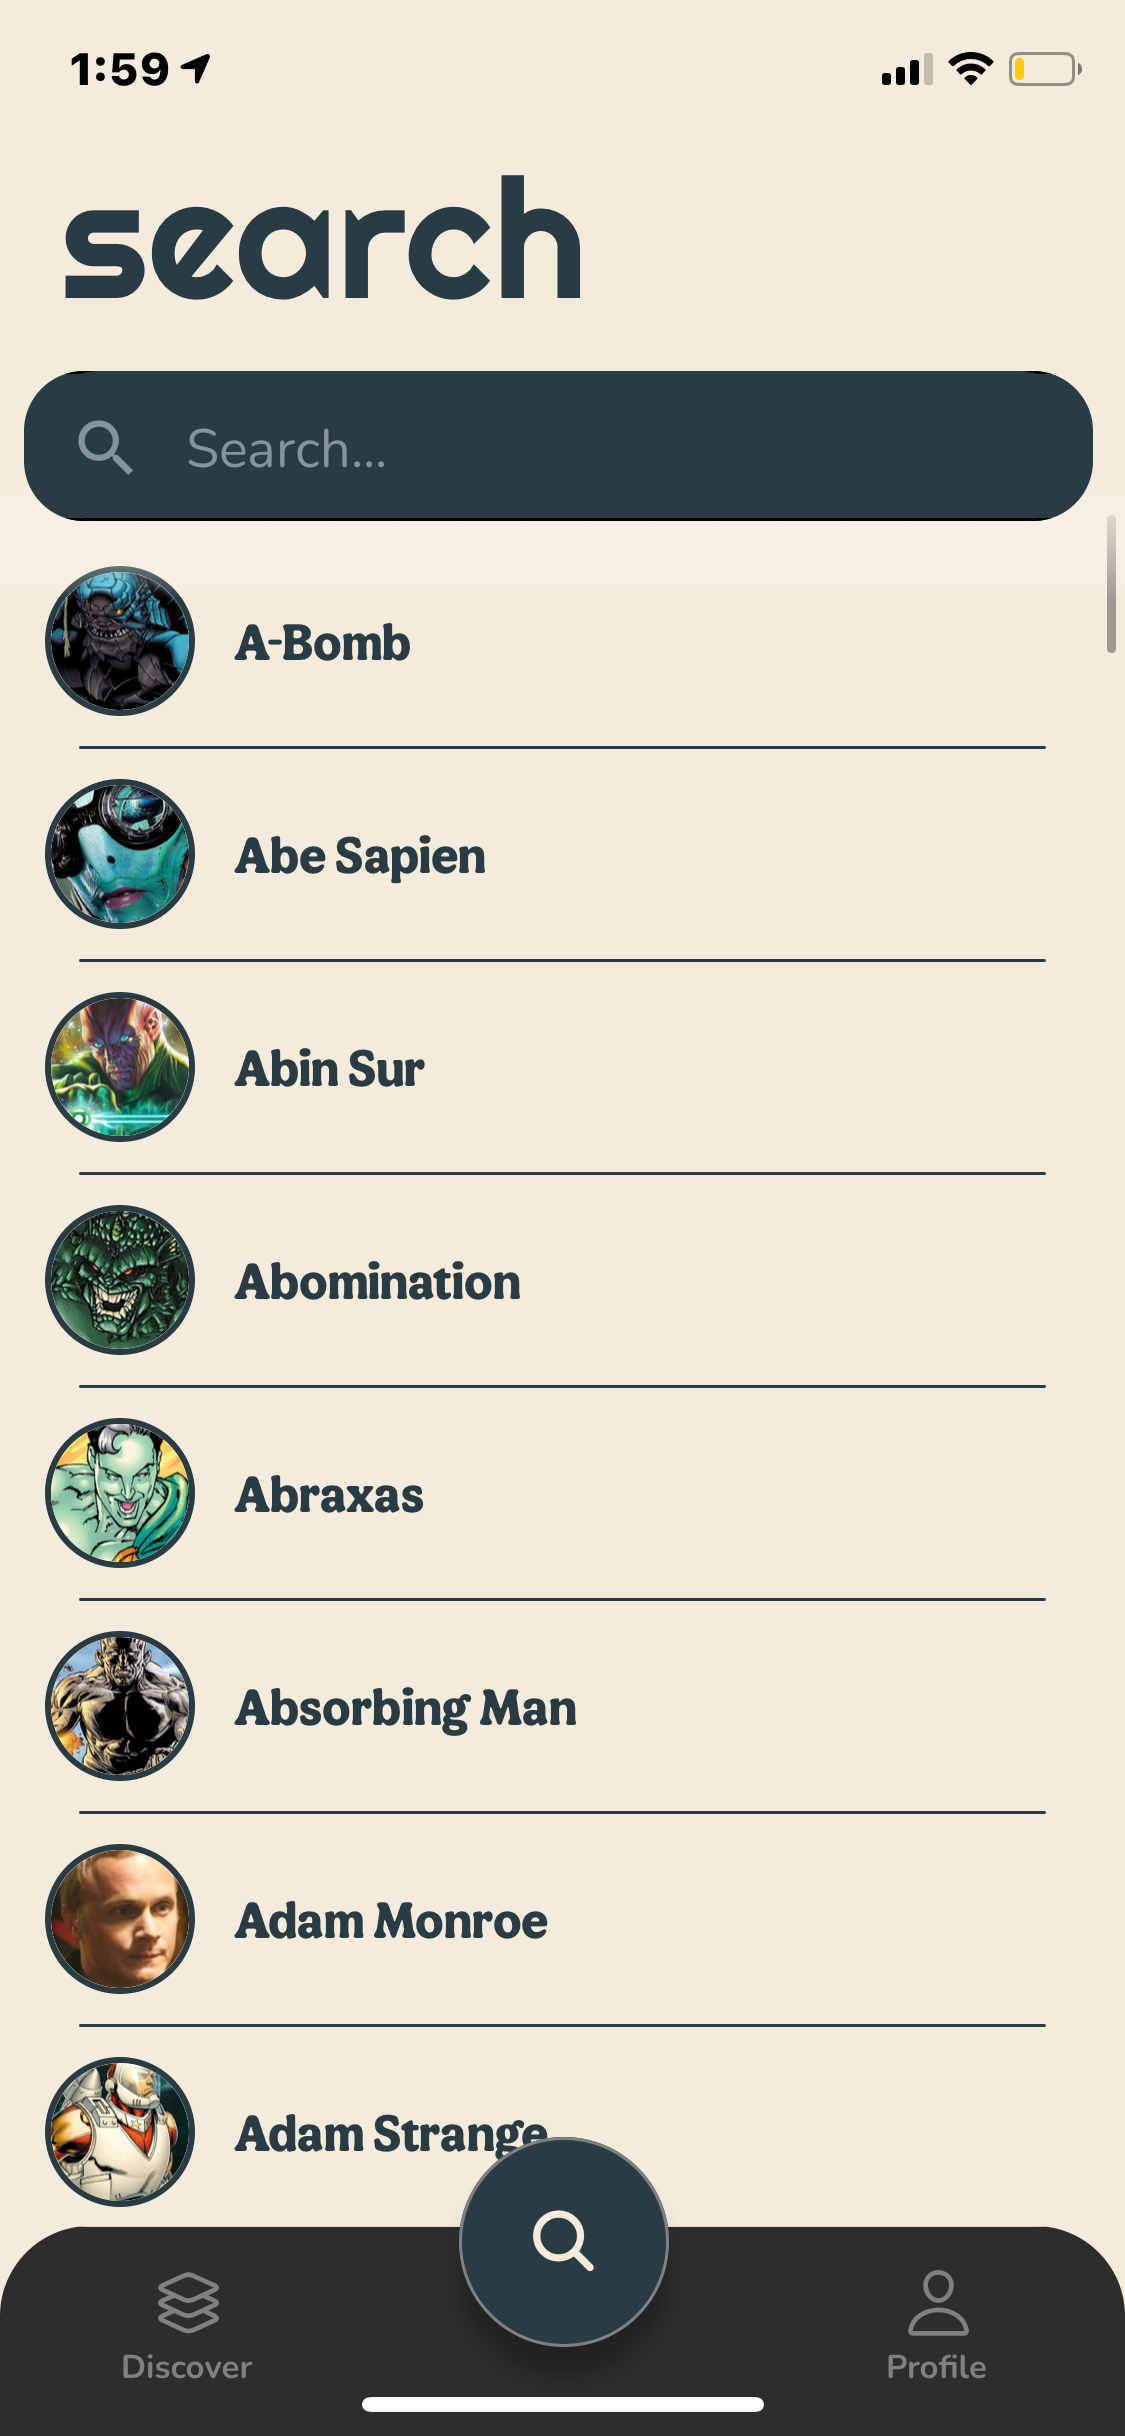 1:59
search
Search...
A-Bomb
Abe Sapien
Abin Sur
Abomination
Abraxas
Absorbing Man
Adam Monroe
Adam Strange
Discover
Profile